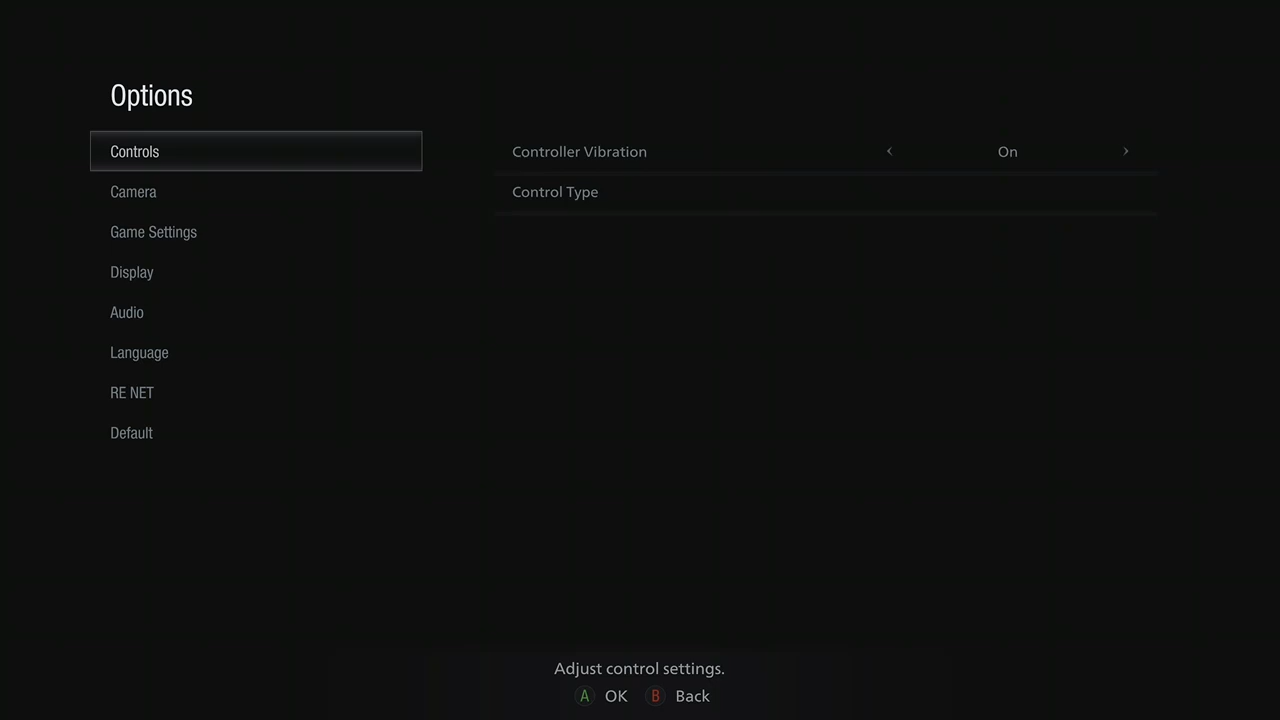 Options
Controls
Camera
Game Settings
Display
Audio
Language
RE NET
Default
Controller Vibration < On >
Control Type
Adjust control settings.
A OK B Back